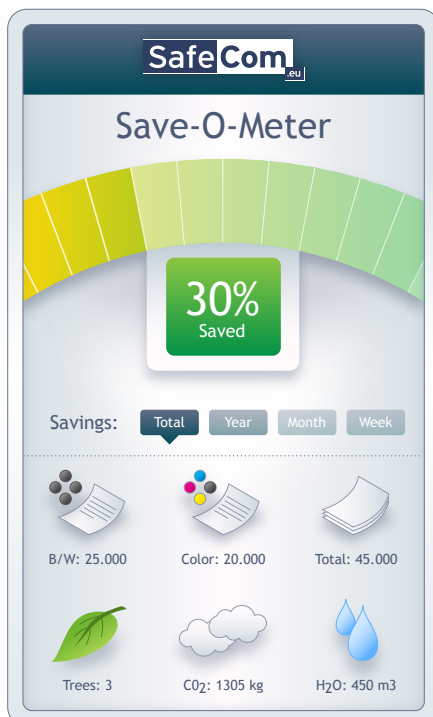 SafeCom
.eu
Save-O-Meter
30%
Saved
Savings: Total Year Month Week
B/W: 25.000 Color: 20.000 Total: 45.000
Trees: 3 C0₂: 1305 kg H₂O: 450 m3